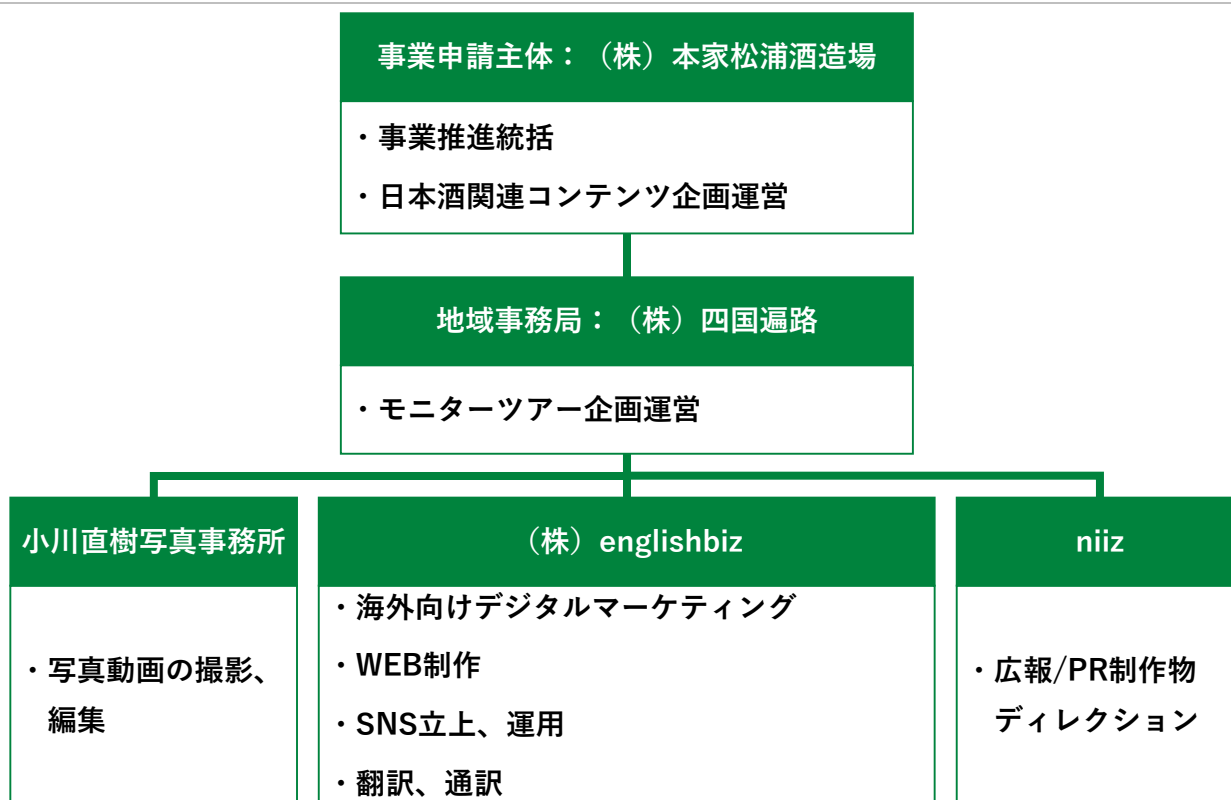 事業申請主体：（株）本家松浦酒造場
・事業推進統括
・日本酒関連コンテンツ企画運営
地域事務局：（株）四国遍路
・モニターツアー企画運営
小川直樹写真事務所
・写真動画の撮影、
編集
（株）englishbiz
・海外向けデジタルマーケティング
・WEB制作
・SNS立上、運用
・翻訳、通訳
niiz
・広報/PR制作物
ディレクション